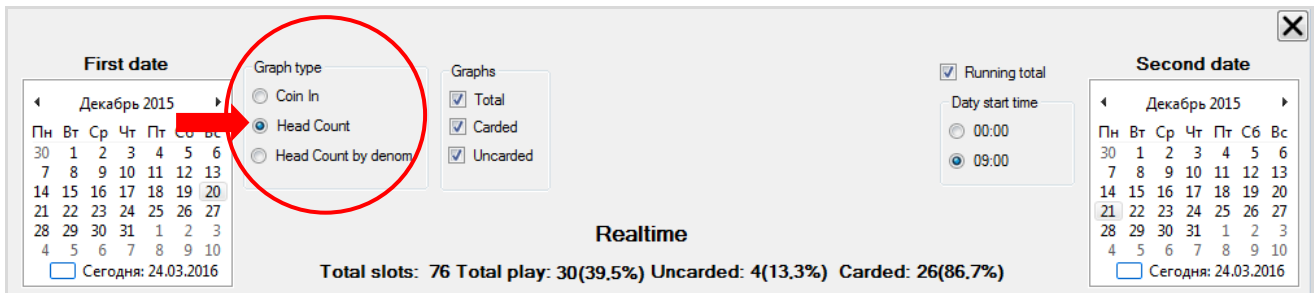 First date
Декабрь 2015
Пн Вт Ср Чт Пт Сб Вс
30 1 2 3 4 5 6
7 8 9 10 11 12 13
14 15 16 17 18 19 20
21 22 23 24 25 26 27
28 29 30 31 1 2 3
4 5 6 7 8 9 10
Сегодня: 24.03.2016
Graph type
Coin In
Head Count
Head Count by denom
Graphs
Total
Carded
Uncarded
Running total
Daty start time
00:00
09:00
Second date
Декабрь 2015
Пн Вт Ср Чт Пт Сб Вс
30 1 2 3 4 5 6
7 8 9 10 11 12 13
14 15 16 17 18 19 20
21 22 23 24 25 26 27
28 29 30 31 1 2 3
4 5 6 7 8 9 10
Сегодня: 24.03.2016
Realtime
Total slots: 76 Total play: 30(39,5%) Uncarded: 4(13,3%) Carded: 26(86,7%)